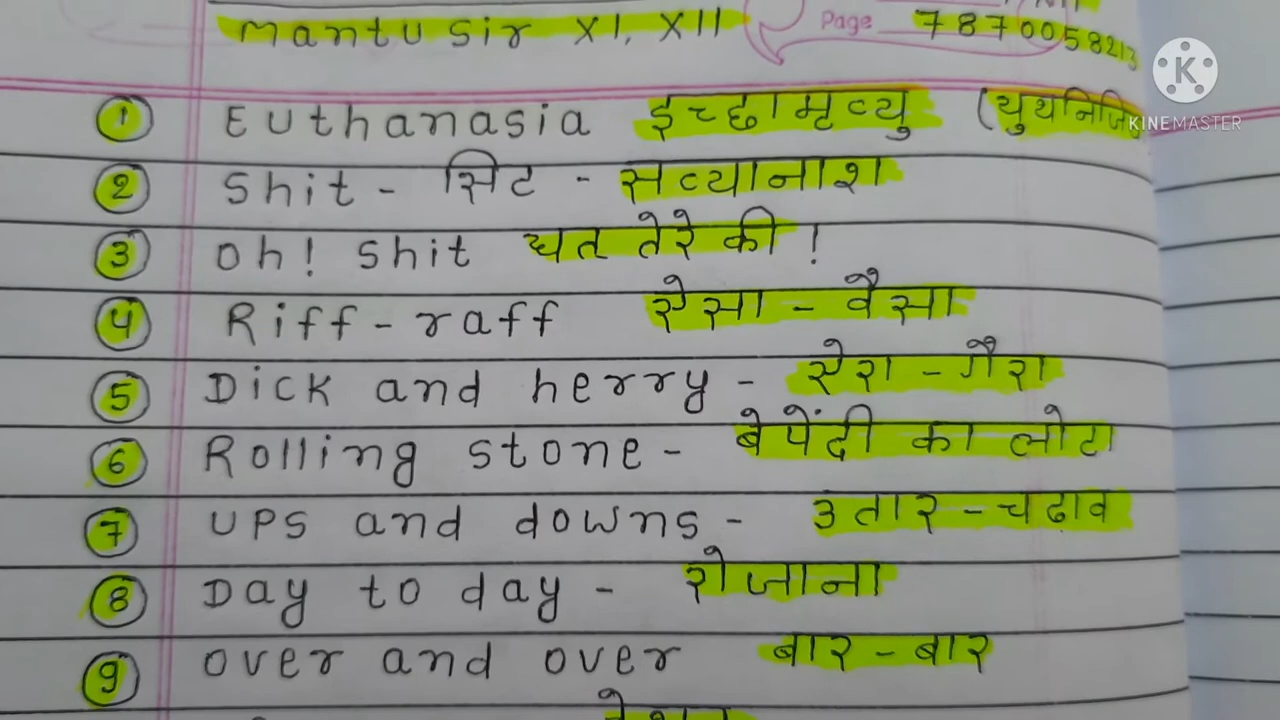 Mantu Sir XI, XII
Page 7870058213
KINEMASTER
① Euthanasia इच्छामृत्यु (युथनिजि
② Shit - सिट - सत्यानाश
③ Oh! Shit धत तेरे की !
④ Riff-raff ऐसा - वैसा
⑤ Dick and herry - ऐरा - गैरा
⑥ Rolling stone - बेपेंदी का लोटा
⑦ UPS and downs - उतार-चढ़ाव
⑧ Day to day - रोजाना
⑨ Over and over बार-बार